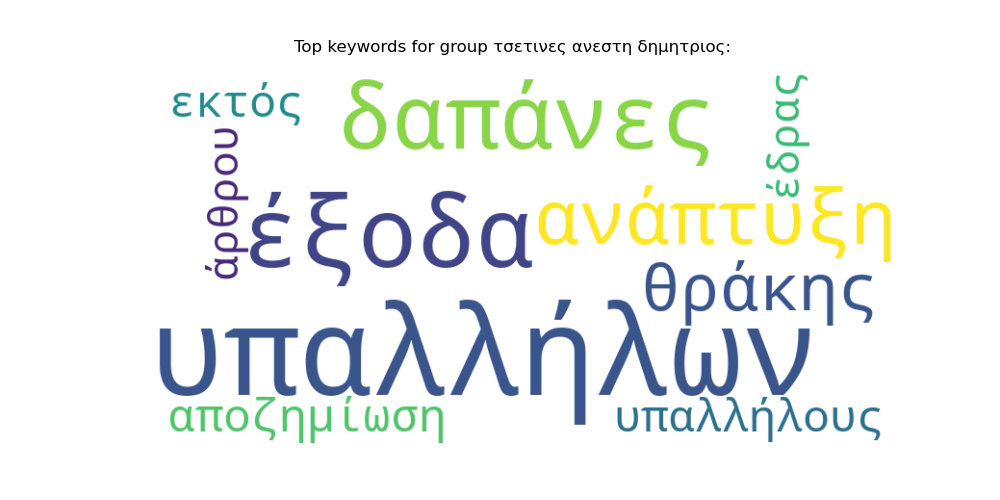 Top keywords for group τσετινες ανεστη δημητριος:
εκτός
δαπάνες
έδρας
άρθρου
έξοδα
ανάπτυξη
θράκης
υπαλλήλων
αποζημίωση
υπαλλήλους